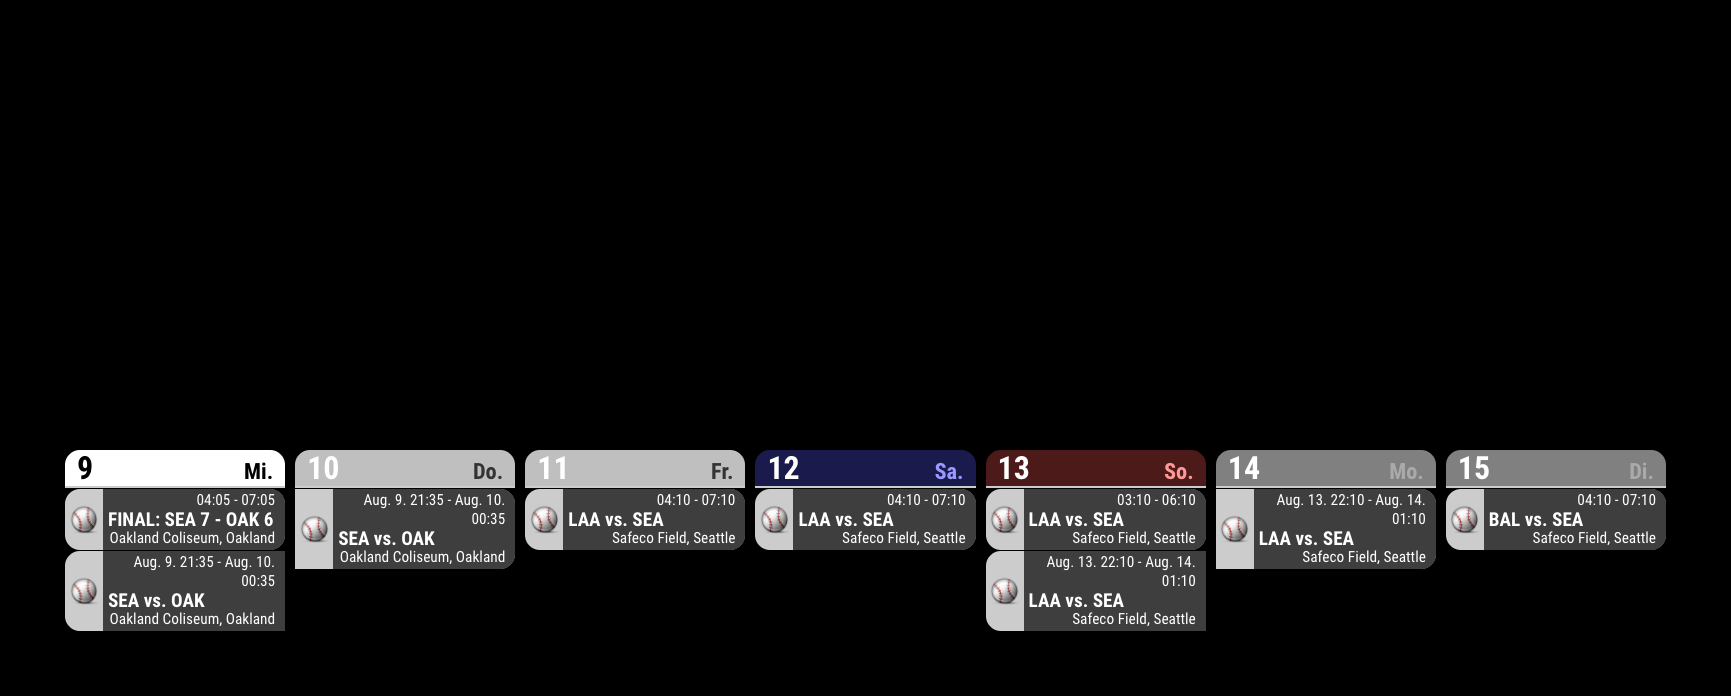 9 Mi.
04:05 - 07:05
FINAL: SEA 7 - OAK 6
Oakland Coliseum, Oakland
Aug. 9. 21:35 - Aug. 10.
00:35
SEA vs. OAK
Oakland Coliseum, Oakland
10 Do.
Aug. 9. 21:35 - Aug. 10.
00:35
SEA vs. OAK
Oakland Coliseum, Oakland
11 Fr.
04:10 - 07:10
LAA vs. SEA
Safeco Field, Seattle
12 Sa.
04:10 - 07:10
LAA vs. SEA
Safeco Field, Seattle
13 So.
03:10 - 06:10
LAA vs. SEA
Safeco Field, Seattle
Aug. 13. 22:10 - Aug. 14.
01:10
LAA vs. SEA
Safeco Field, Seattle
14 Mo.
Aug. 13. 22:10 - Aug. 14.
01:10
LAA vs. SEA
Safeco Field, Seattle
15 Di.
04:10 - 07:10
BAL vs. SEA
Safeco Field, Seattle